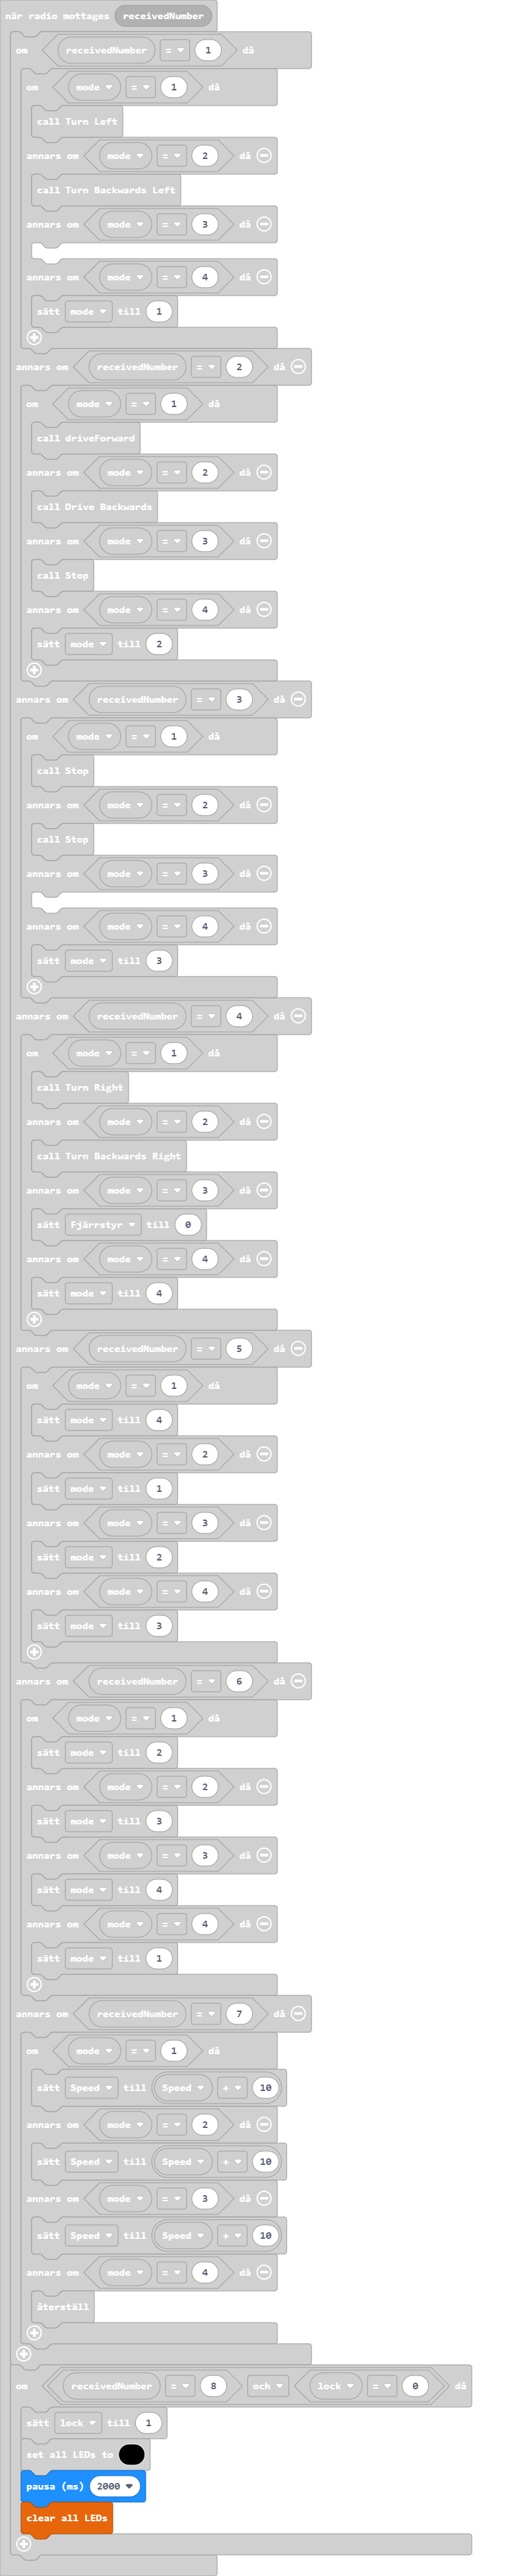 när radio mottages receivedNumber
om receivedNumber = 1 då
om mode = 1 då
call Turn Left
annars om mode = 2 då
call Turn Backwards Left
annars om mode = 3 då
annars om mode = 4 då
sätt mode till 1
annars om receivedNumber = 2 då
om mode = 1 då
call driveForward
annars om mode = 2 då
call Drive Backwards
annars om mode = 3 då
call Stop
annars om mode = 4 då
sätt mode till 2
annars om receivedNumber = 3 då
om mode = 1 då
call Stop
annars om mode = 2 då
call Stop
annars om mode = 3 då
annars om mode = 4 då
sätt mode till 3
annars om receivedNumber = 4 då
om mode = 1 då
call Turn Right
annars om mode = 2 då
call Turn Backwards Right
annars om mode = 3 då
sätt Fjärrstyr till 0
annars om mode = 4 då
sätt mode till 4
annars om receivedNumber = 5 då
om mode = 1 då
sätt mode till 4
annars om mode = 2 då
sätt mode till 1
annars om mode = 3 då
sätt mode till 2
annars om mode = 4 då
sätt mode till 3
annars om receivedNumber = 6 då
om mode = 1 då
sätt mode till 2
annars om mode = 2 då
sätt mode till 3
annars om mode = 3 då
sätt mode till 4
annars om mode = 4 då
sätt mode till 1
annars om receivedNumber = 7 då
om mode = 1 då
sätt Speed till Speed + 10
annars om mode = 2 då
sätt Speed till Speed + 10
annars om mode = 3 då
sätt Speed till Speed + 10
annars om mode = 4 då
återställ
om receivedNumber = 8 och lock = 0 då
sätt lock till 1
set all LEDs to
pausa (ms) 2000
clear all LEDs